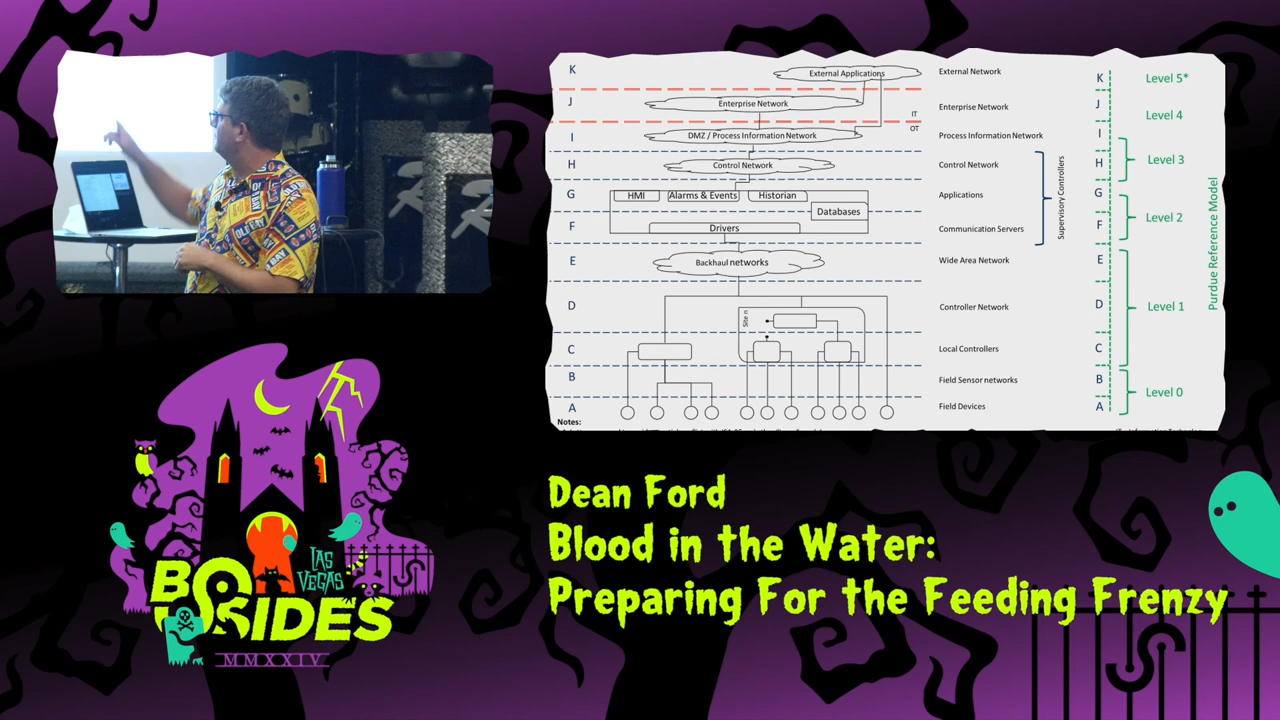 K
External Applications
External Network
K
Level 5*
J
Enterprise Network
Enterprise Network
J
Level 4
IT
OT
I
DMZ / Process Information Network
Process Information Network
I
H
Control Network
Control Network
H
Level 3
G
HMI
Alarms & Events
Historian
Applications
G
Databases
Level 2
F
Drivers
Communication Servers
F
Supervisory Controllers
Purdue Reference Model
E
Backhaul networks
Wide Area Network
E
D
Site n
Controller Network
D
Level 1
C
Local Controllers
C
B
Field Sensor networks
B
Level 0
A
Field Devices
A
Notes:
Dean Ford
Blood in the Water:
Preparing For the Feeding Frenzy
LAS
VEGAS
BSIDES
MMXXIV